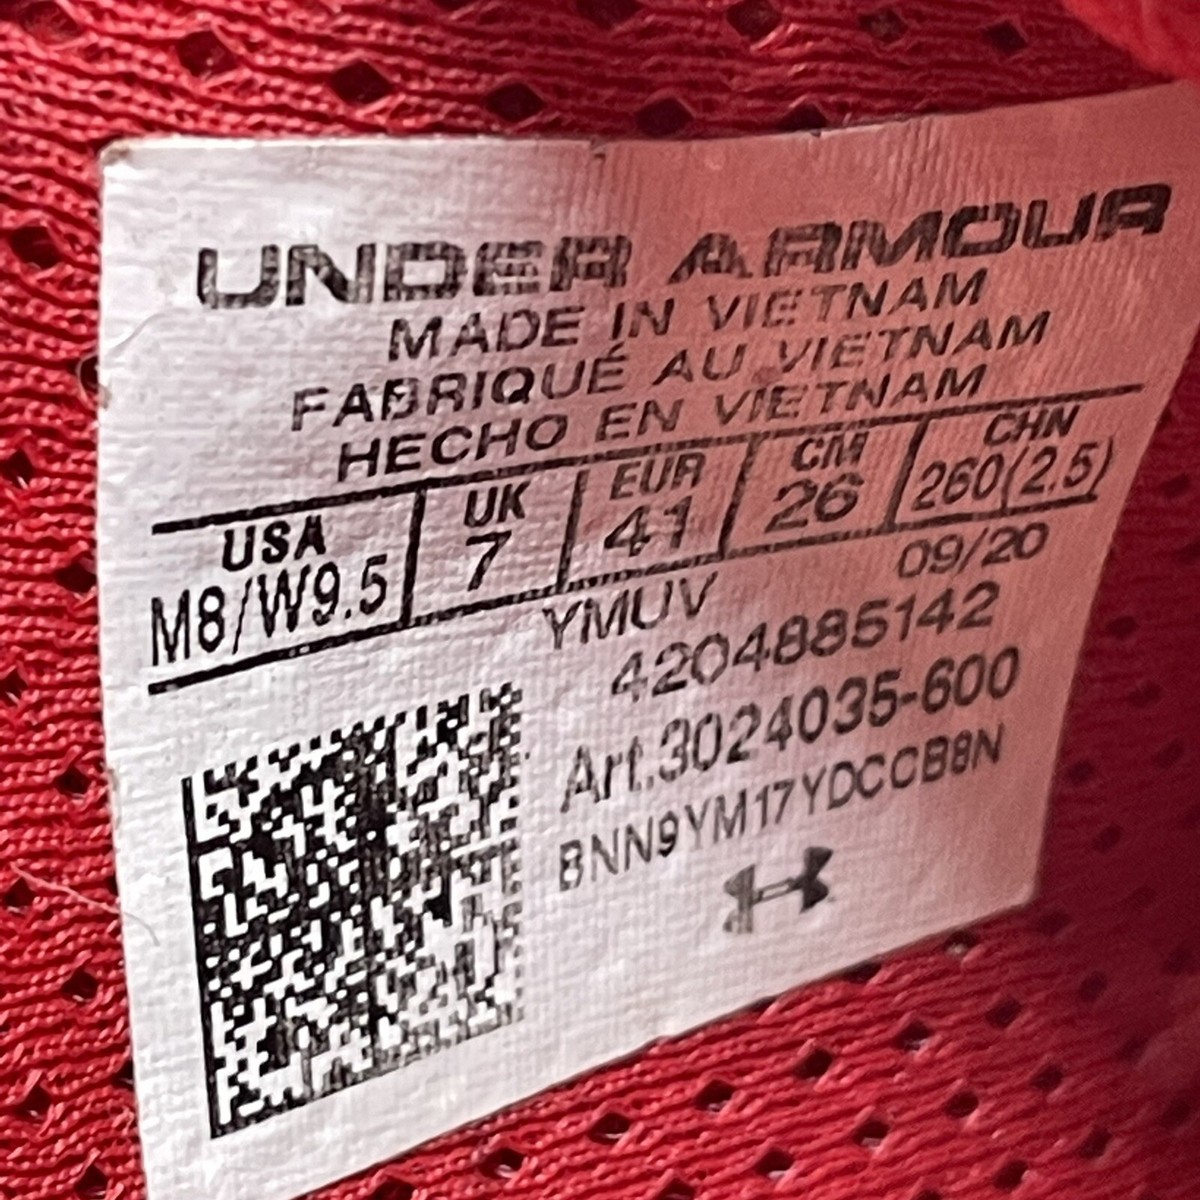 UNDER ARMOUR
MADE IN VIETNAM
FABRIQUÉ AU VIETNAM
HECHO EN VIETNAM
USA UK EUR CM CHN
M8/W9.5 7 41 26 260(2.5)
09/20
YMUV
4204885142
Art.3024035-600
BNN9YM17YDCCB8N